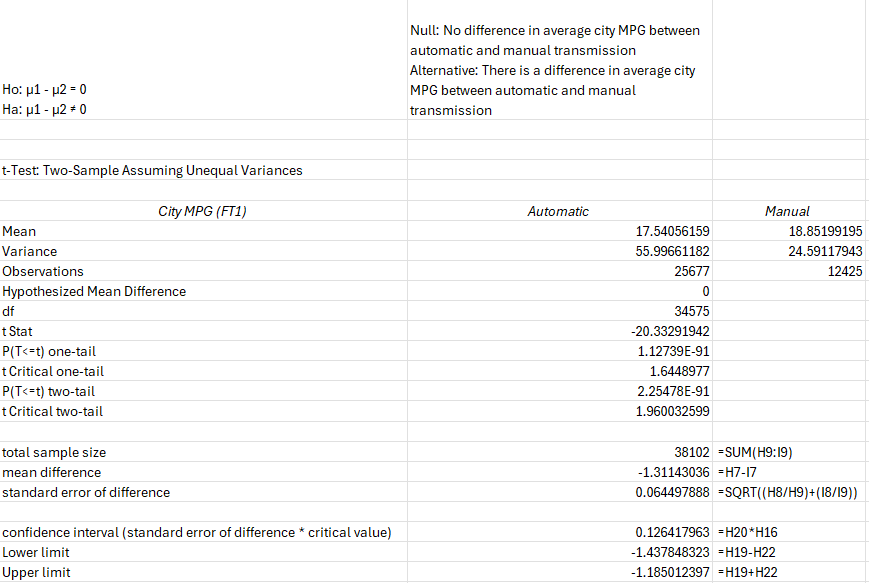 Null: No difference in average city MPG between
automatic and manual transmission
Alternative: There is a difference in average city
MPG between automatic and manual
transmission
Ho: µ1 - µ2 = 0
Ha: µ1 - µ2 ≠ 0
t-Test: Two-Sample Assuming Unequal Variances
City MPG (FT1) Automatic Manual
Mean 17.54056159 18.85199195
Variance 55.99661182 24.59117943
Observations 25677 12425
Hypothesized Mean Difference 0
df 34575
t Stat -20.33291942
P(T<=t) one-tail 1.12739E-91
t Critical one-tail 1.6448977
P(T<=t) two-tail 2.25478E-91
t Critical two-tail 1.960032599
total sample size 38102 =SUM(H9:I9)
mean difference -1.31143036 =H7-I7
standard error of difference 0.064497888 =SQRT((H8/H9)+(I8/I9))
confidence interval (standard error of difference * critical value) 0.126417963 =H20*H16
Lower limit -1.437848323 =H19-H22
Upper limit -1.185012397 =H19+H22